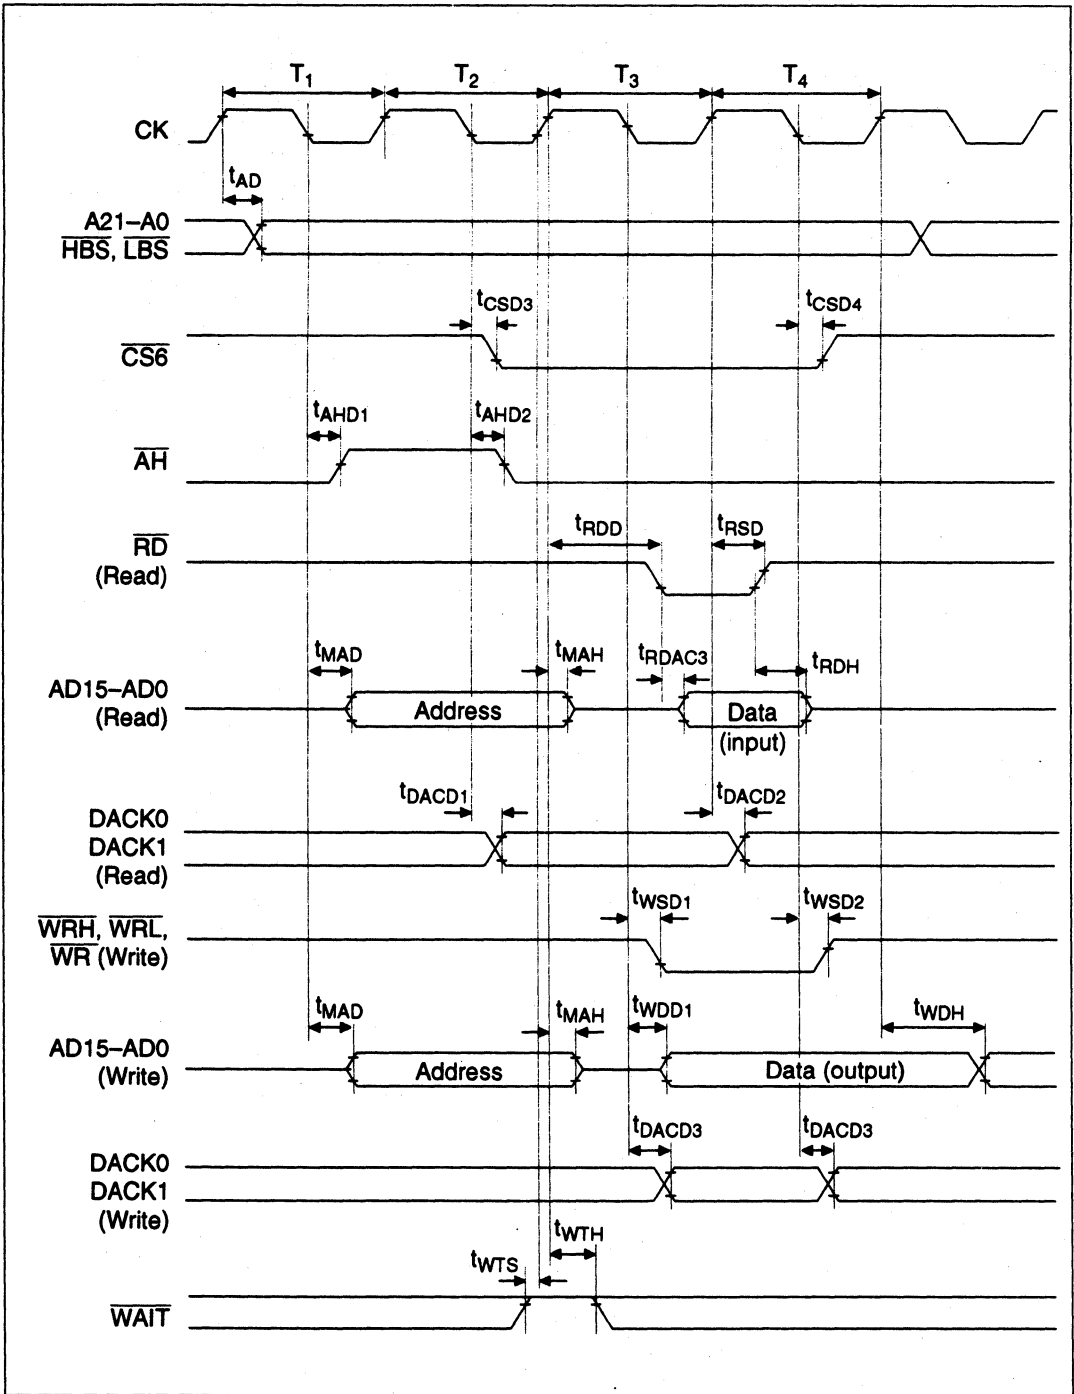 T1 T2 T3 T4
CK
tAD
A21–A0
HBS, LBS
tCSD3 tCSD4
CS6
tAHD1 tAHD2
AH
tRDD tRSD
RD
(Read)
tMAD tMAH tRDAC3 tRDH
AD15–AD0
(Read)
Address Data
(input)
tDACD1 tDACD2
DACK0
DACK1
(Read)
tWSD1 tWSD2
WRH, WRL,
WR (Write)
tMAD tMAH tWDD1 tWDH
AD15–AD0
(Write)
Address Data (output)
tDACD3 tDACD3
DACK0
DACK1
(Write)
tWTH
tWTS
WAIT